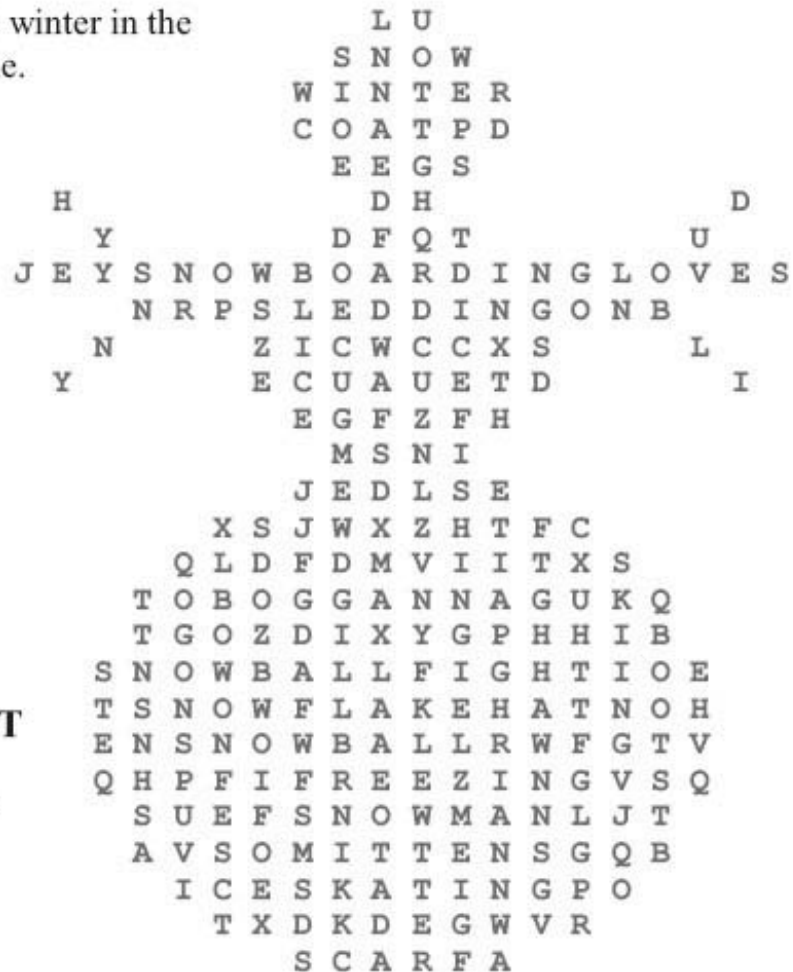 winter in the
e.
L U
S N O W
W I N T E R
C O A T P D
E E G S
H D H D
Y D F Q T U
J E Y S N O W B O A R D I N G L O V E S
N R P S L E D D I N G O N B
N Z I C W C C X S L
Y E C U A U E T D I
E G F Z F H
M S N I
J E D L S E
X S J W X Z H T F C
Q L D F D M V I I T X S
T O B O G G A N N A G U K Q
T G O Z D I X Y G P H H I B
S N O W B A L L F I G H T I O E
T
T S N O W F L A K E H A T N O H
E N S N O W B A L L R W F G T V
Q H P F I F R E E Z I N G V S Q
S U E F S N O W M A N L J T
A V S O M I T T E N S G Q B
I C E S K A T I N G P O
T X D K D E G W V R
S C A R F A